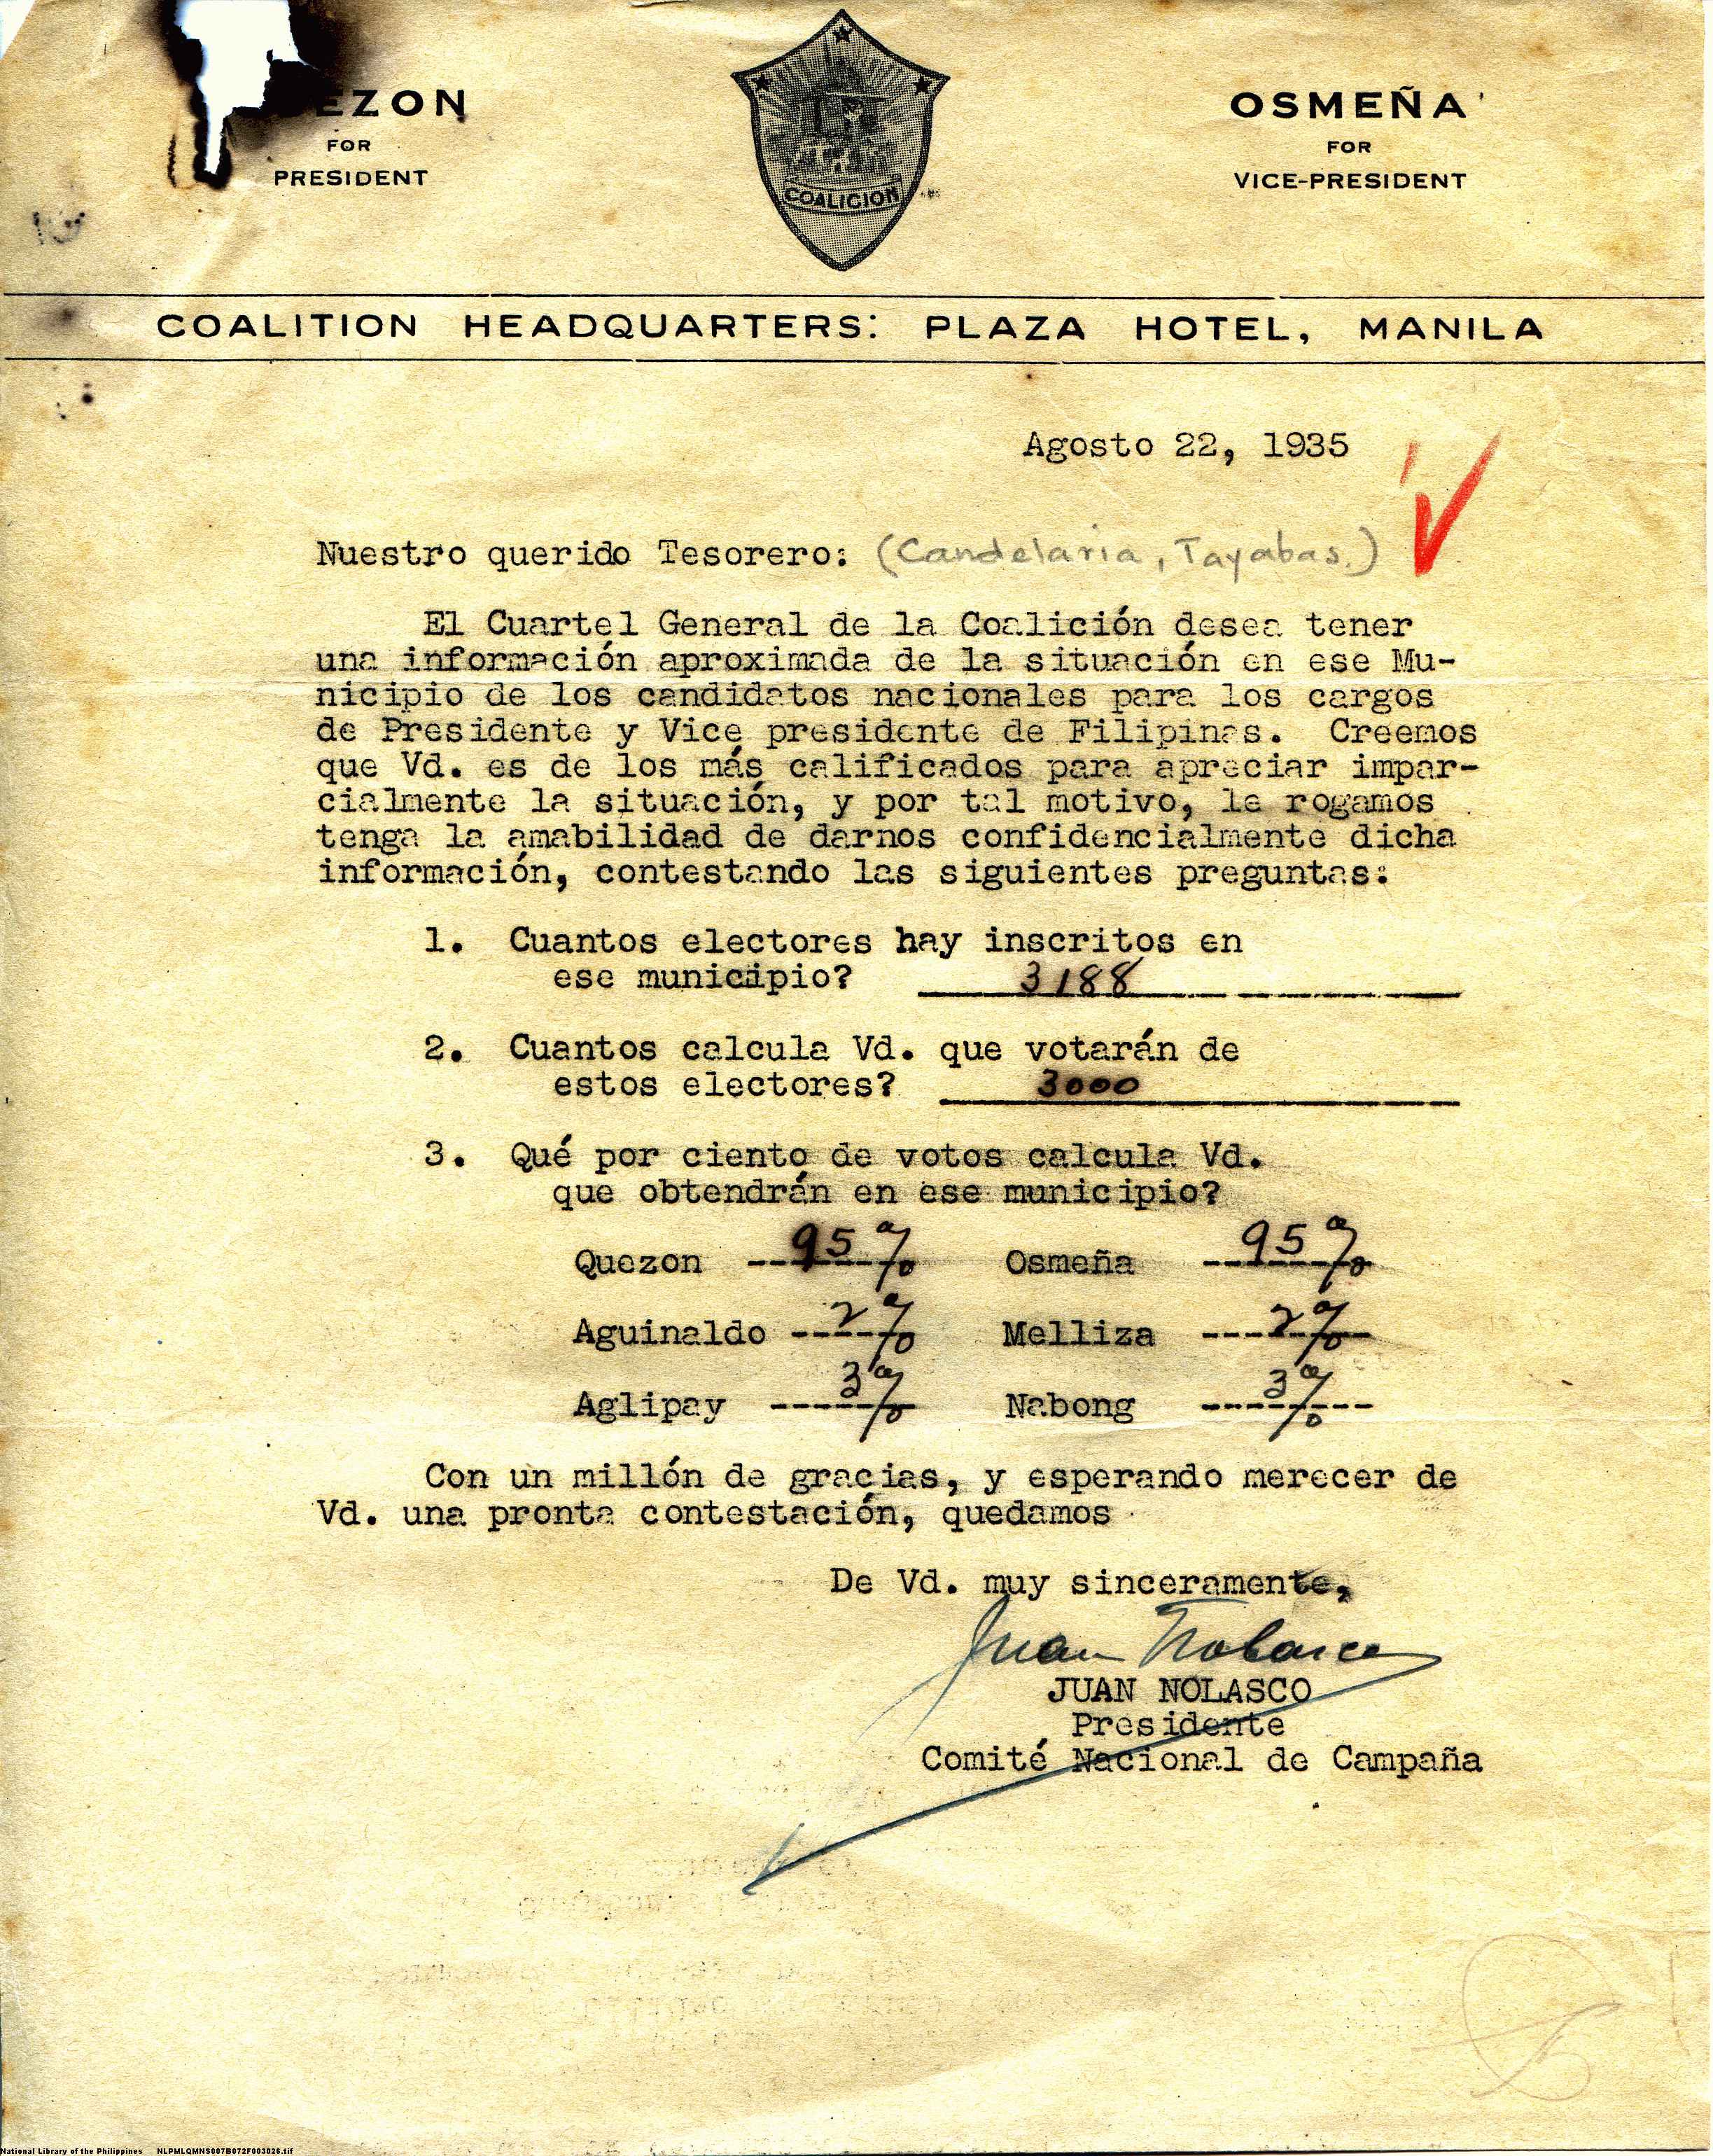 EZON
FOR
PRESIDENT
COALICION
OSMEÑA
FOR
VICE-PRESIDENT
COALITION HEADQUARTERS: PLAZA HOTEL, MANILA
Agosto 22, 1935
Nuestro querido Tesorero: (Candelaria, Tayabas.)
El Cuartel General de la Coalición desea tener
una información aproximada de la situación en ese Mu-
nicipio de los candidatos nacionales para los cargos
de Presidente y Vice presidente de Filipinas. Creemos
que Vd. es de los más calificados para apreciar impar-
cialmente la situación, y por tal motivo, le rogamos
tenga la amabilidad de darnos confidencialmente dicha
información, contestando las siguientes preguntas:
1. Cuantos electores hay inscritos en
ese municipio? 3188
2. Cuantos calcula Vd. que votarán de
estos electores? 3000
3. Qué por ciento de votos calcula Vd.
que obtendrán en ese municipio?
Quezon 95% Osmeña 95%
Aguinaldo 2% Melliza 2%
Aglipay 3% Nabong 3%
Con un millón de gracias, y esperando merecer de
Vd. una pronta contestación, quedamos
De Vd. muy sinceramente,
Juan Nolasco
JUAN NOLASCO
Presidente
Comité Nacional de Campaña
National Library of the Philippines NLPMLQMNS007B072F003026.tif